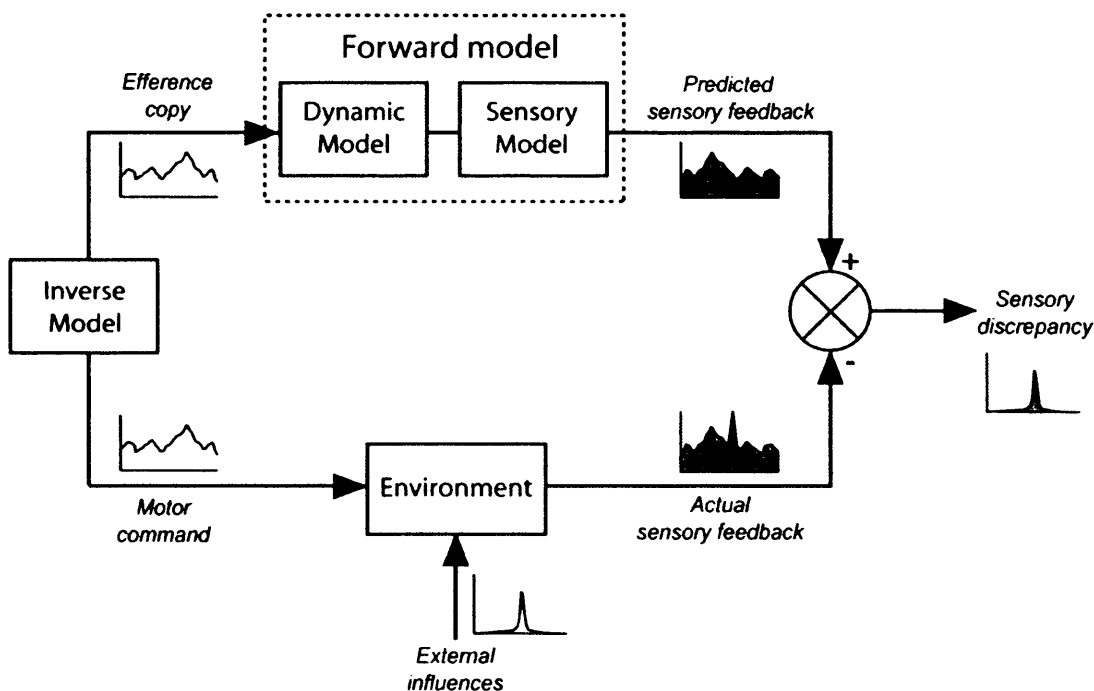 Forward model
Efference
copy
Dynamic
Model
Sensory
Model
Predicted
sensory feedback
Inverse
Model
+
-
Sensory
discrepancy
Motor
command
Environment
Actual
sensory feedback
External
influences